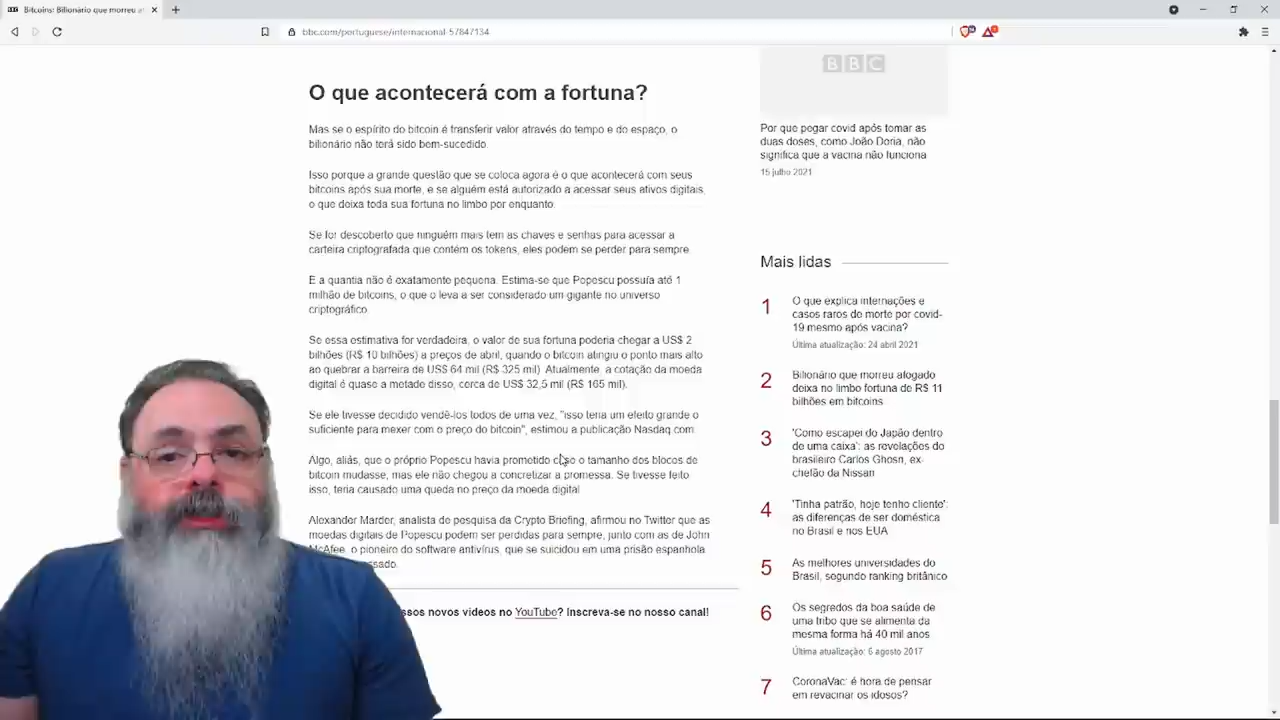 Bitcoins: Bilionário que morreu a
bbc.com/portuguese/internacional-57847134
O que acontecerá com a fortuna?
Mas se o espírito do bitcoin é transferir valor através do tempo e do espaço, o
bilionário não terá sido bem-sucedido.
Isso porque a grande questão que se coloca agora é o que acontecerá com seus
bitcoins após sua morte, e se alguém está autorizado a acessar seus ativos digitais,
o que deixa toda sua fortuna no limbo por enquanto.
Se for descoberto que ninguém mais tem as chaves e senhas para acessar a
carteira criptografada que contém os tokens, eles podem se perder para sempre.
E a quantia não é exatamente pequena. Estima-se que Popescu possuía até 1
milhão de bitcoins, o que o leva a ser considerado um gigante no universo
criptográfico.
Se essa estimativa for verdadeira, o valor de sua fortuna poderia chegar a US$ 2
bilhões (R$ 10 bilhões) a preços de abril, quando o bitcoin atingiu o ponto mais alto
ao quebrar a barreira de US$ 64 mil (R$ 325 mil). Atualmente, a cotação da moeda
digital é quase a metade disso, cerca de US$ 32,5 mil (R$ 165 mil).
Se ele tivesse decidido vendê-los todos de uma vez, "isso teria um efeito grande o
suficiente para mexer com o preço do bitcoin", estimou a publicação Nasdaq.com.
Algo, aliás, que o próprio Popescu havia prometido caso o tamanho dos blocos de
bitcoin mudasse, mas ele não chegou a concretizar a promessa. Se tivesse feito
isso, teria causado uma queda no preço da moeda digital.
Alexander Marder, analista de pesquisa da Crypto Briefing, afirmou no Twitter que as
moedas digitais de Popescu podem ser perdidas para sempre, junto com as de John
McAfee, o pioneiro do software antivírus, que se suicidou em uma prisão espanhola
ssado.
ssos novos vídeos no YouTube? Inscreva-se no nosso canal!
BBC
Por que pegar covid após tomar as
duas doses, como João Doria, não
significa que a vacina não funciona
15 julho 2021
Mais lidas
1
O que explica internações e
casos raros de morte por covid-
19 mesmo após vacina?
Última atualização: 24 abril 2021
2
Bilionário que morreu afogado
deixa no limbo fortuna de R$ 11
bilhões em bitcoins
3
'Como escapei do Japão dentro
de uma caixa': as revelações do
brasileiro Carlos Ghosn, ex-
chefão da Nissan
4
'Tinha patrão, hoje tenho cliente':
as diferenças de ser doméstica
no Brasil e nos EUA
5
As melhores universidades do
Brasil, segundo ranking britânico
6
Os segredos da boa saúde de
uma tribo que se alimenta da
mesma forma há 40 mil anos
Última atualização: 6 agosto 2017
7
CoronaVac: é hora de pensar
em revacinar os idosos?